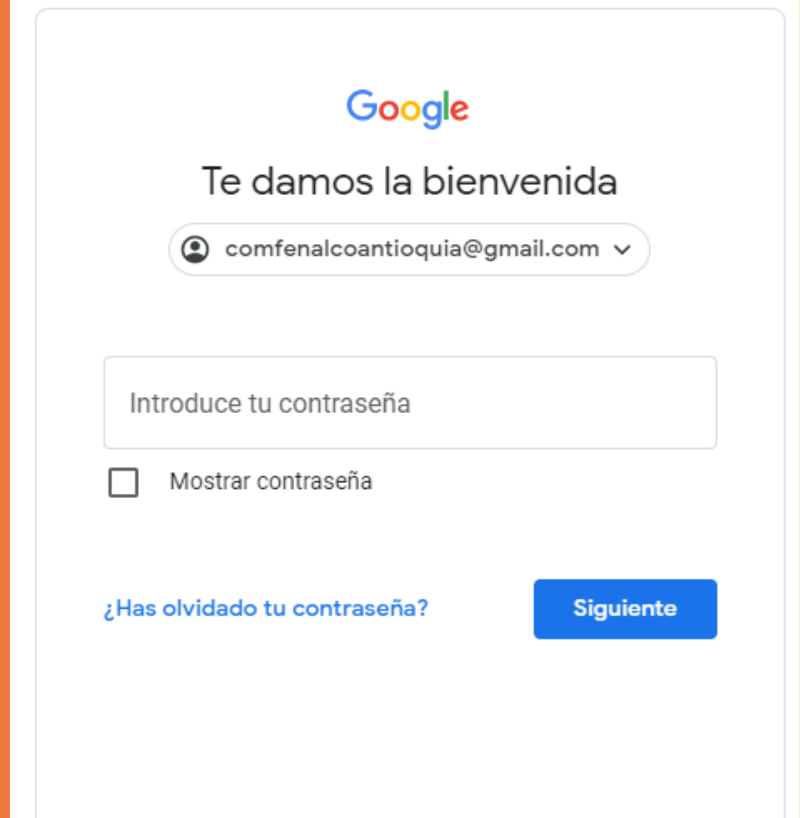 Google
Te damos la bienvenida
comfenalcoantioquia@gmail.com
Introduce tu contraseña
Mostrar contraseña
¿Has olvidado tu contraseña? Siguiente